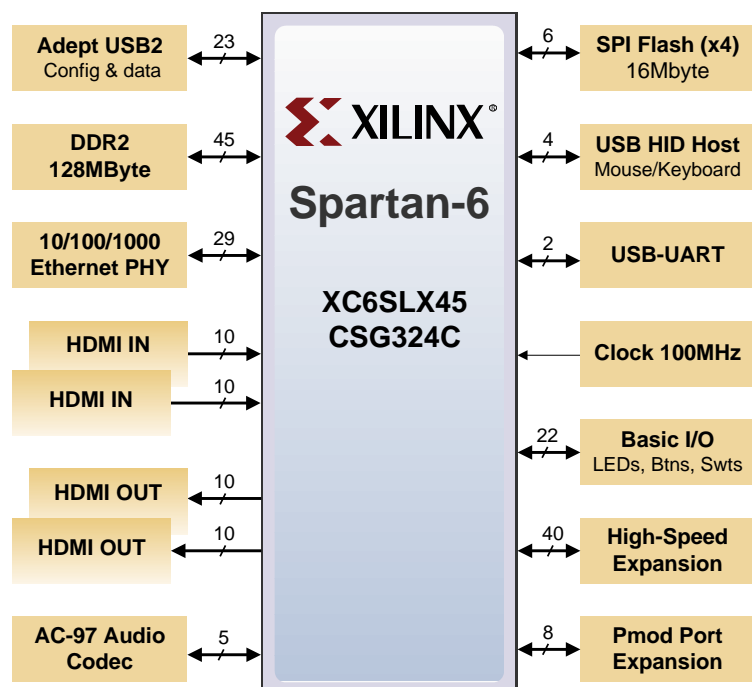 Adept USB2
Config & data
23
DDR2
128MByte
45
10/100/1000
Ethernet PHY
29
HDMI IN
10
HDMI IN
10
HDMI OUT
10
HDMI OUT
10
AC-97 Audio
Codec
5
XILINX®
Spartan-6
XC6SLX45
CSG324C
6
SPI Flash (x4)
16Mbyte
4
USB HID Host
Mouse/Keyboard
2
USB-UART
Clock 100MHz
22
Basic I/O
LEDs, Btns, Swts
40
High-Speed
Expansion
8
Pmod Port
Expansion